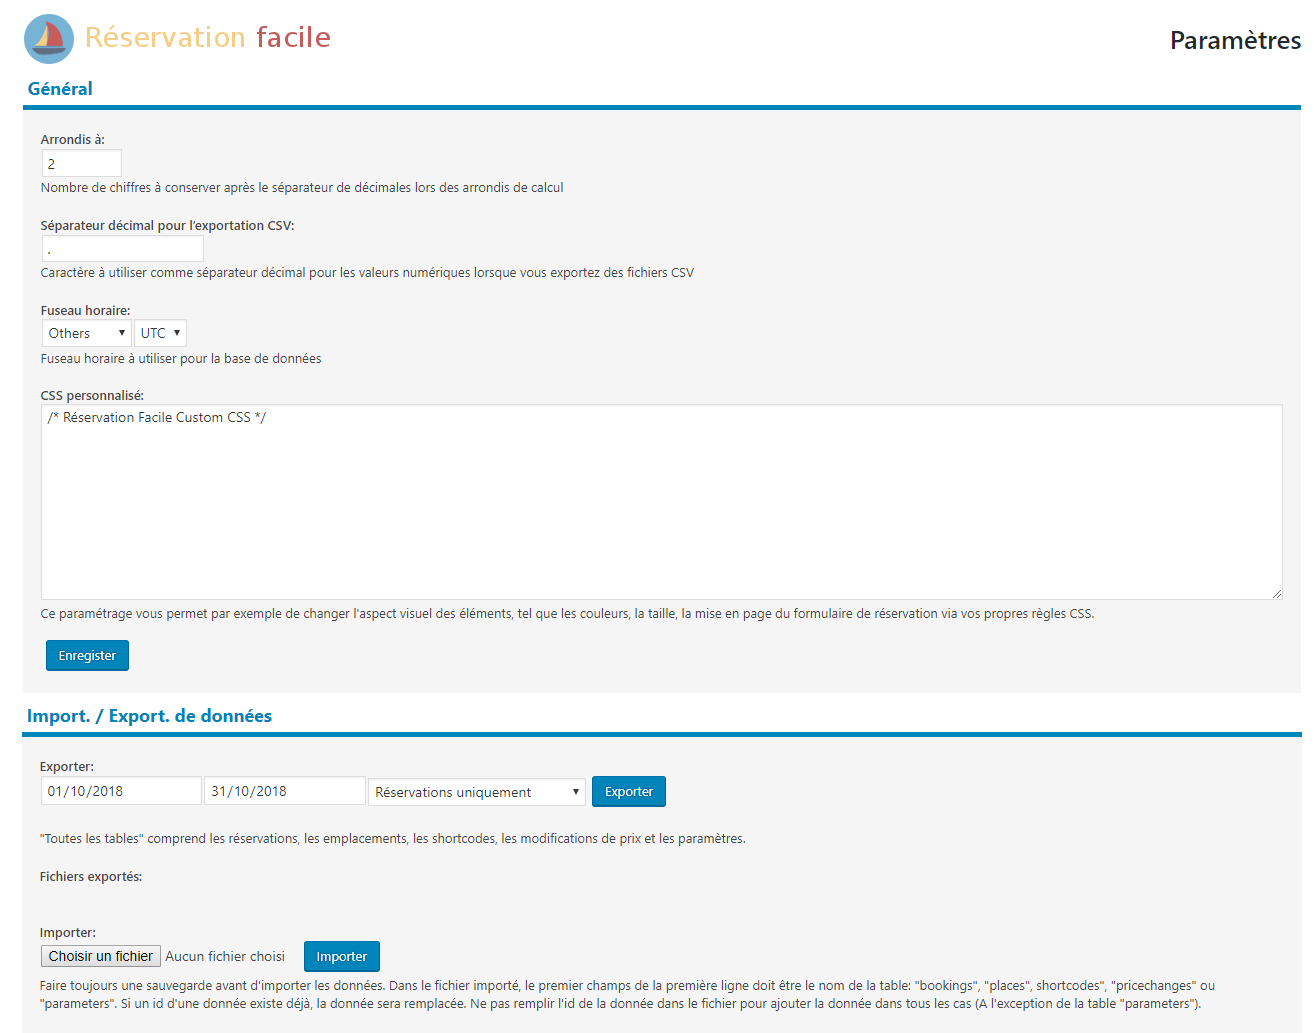 Réservation facile
Paramètres
Général
Arrondis à:
2
Nombre de chiffres à conserver après le séparateur de décimales lors des arrondis de calcul
Séparateur décimal pour l'exportation CSV:
.
Caractère à utiliser comme séparateur décimal pour les valeurs numériques lorsque vous exportez des fichiers CSV
Fuseau horaire:
Others UTC
Fuseau horaire à utiliser pour la base de données
CSS personnalisé:
/* Réservation Facile Custom CSS */
Ce paramétrage vous permet par exemple de changer l'aspect visuel des éléments, tel que les couleurs, la taille, la mise en page du formulaire de réservation via vos propres règles CSS.
Enregister
Import. / Export. de données
Exporter:
01/10/2018 31/10/2018 Réservations uniquement Exporter
"Toutes les tables" comprend les réservations, les emplacements, les shortcodes, les modifications de prix et les paramètres.
Fichiers exportés:
Importer:
Choisir un fichier Aucun fichier choisi Importer
Faire toujours une sauvegarde avant d'importer les données. Dans le fichier importé, le premier champs de la première ligne doit être le nom de la table: "bookings", "places", shortcodes", "pricechanges" ou
"parameters". Si un id d'une donnée existe déjà, la donnée sera remplacée. Ne pas remplir l'id de la donnée dans le fichier pour ajouter la donnée dans tous les cas (A l'exception de la table "parameters").